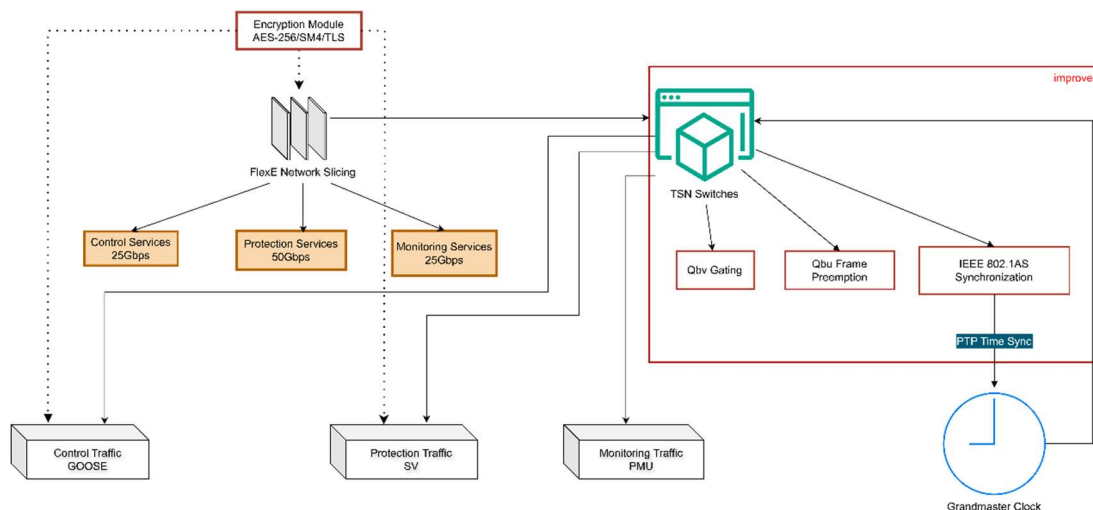 Encryption Module
AES-256/SM4/TLS
improve
FlexE Network Slicing
TSN Switches
Control Services
25Gbps
Protection Services
50Gbps
Monitoring Services
25Gbps
Qbv Gating
Qbu Frame
Preemption
IEEE 802.1AS
Synchronization
PTP Time Sync
Control Traffic
GOOSE
Protection Traffic
SV
Monitoring Traffic
PMU
Grandmaster Clock